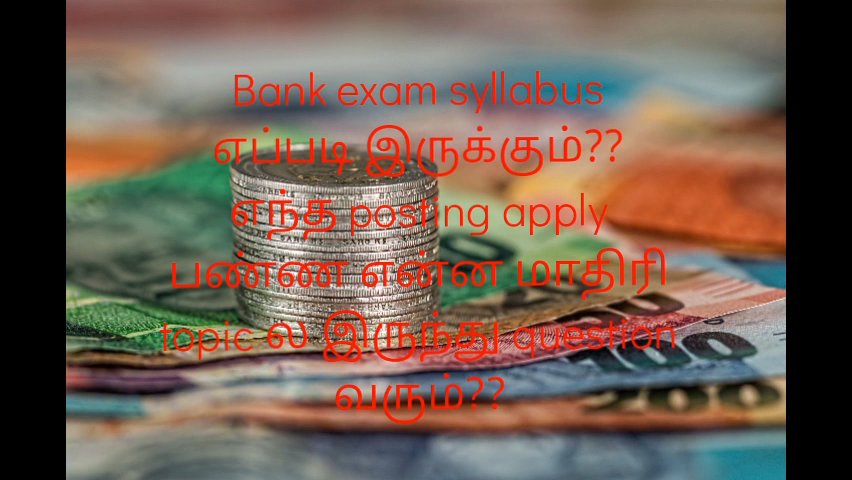 Bank exam syllabus
எப்படி இருக்கும்??
எந்த posting apply
பண்ண என்ன மாதிரி
topic ல இருந்து question
வரும்??